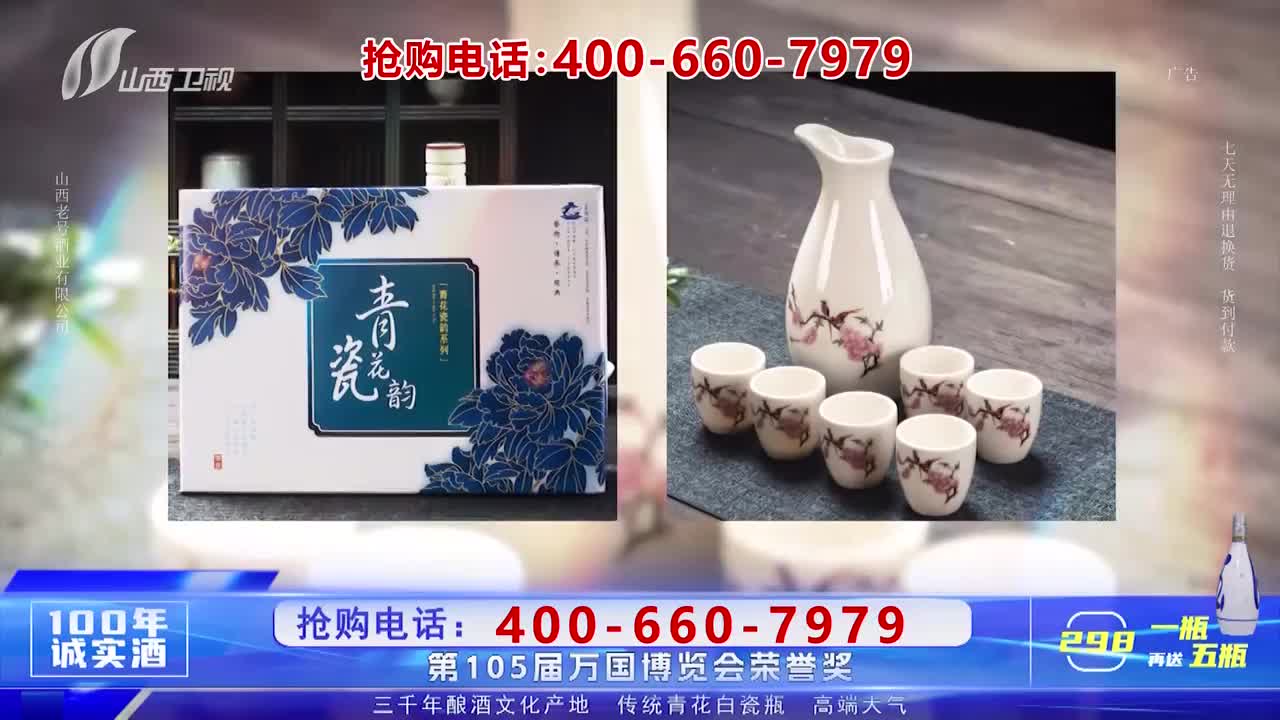 山西卫视
抢购电话:400-660-7979
广告
山西老号酒业有限公司
七天无理由退换货 货到付款
「青花瓷韵系列」
青花瓷韵
100年
诚实酒
抢购电话: 400-660-7979
第105届万国博览会荣誉奖
298
一瓶
再送 五瓶
三千年酿酒文化产地 传统青花白瓷瓶 高端大气